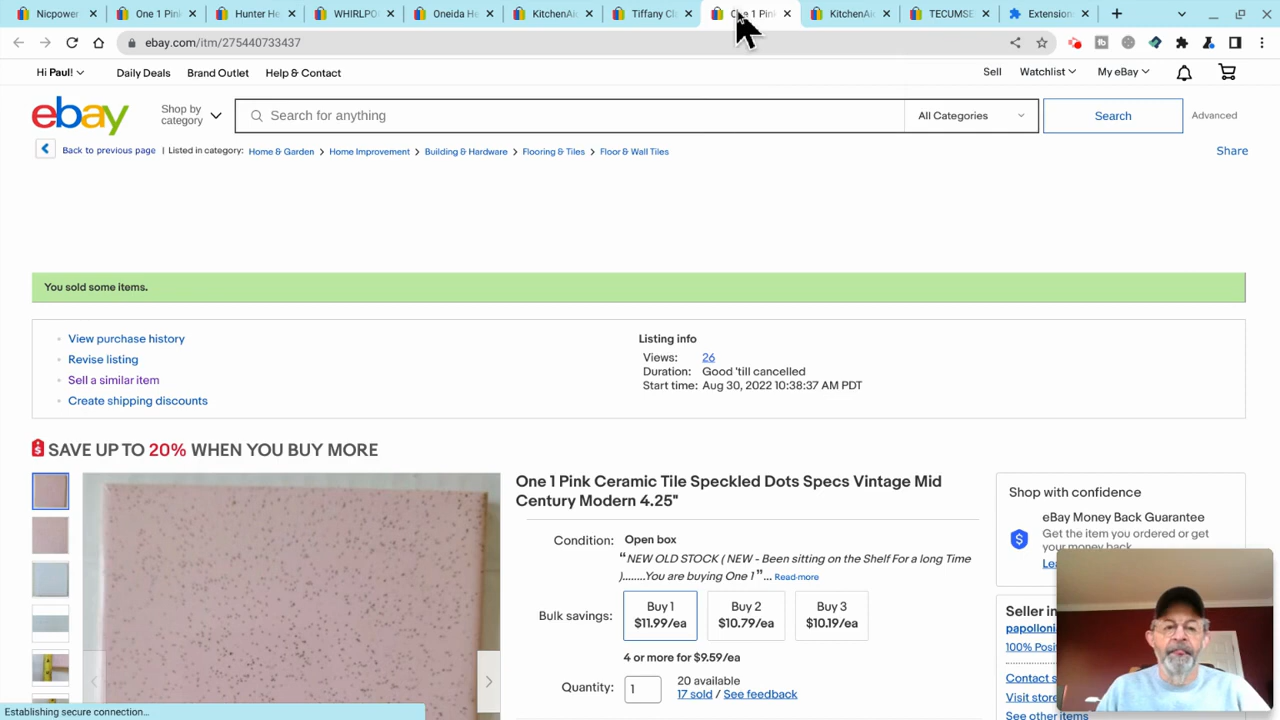 Nicpower
One 1 Pink
Hunter He
WHIRLPO
Oneida He
KitchenAi
Tiffany Cl
One 1 Pink
KitchenAi
TECUMSE
Extension
ebay.com/itm/275440733437
Hi Paul!
Daily Deals
Brand Outlet
Help & Contact
Sell
Watchlist
My eBay
ebay
Shop by
category
Search for anything
All Categories
Search
Advanced
Back to previous page | Listed in category: Home & Garden > Home Improvement > Building & Hardware > Flooring & Tiles > Floor & Wall Tiles
Share
You sold some items.
View purchase history
Revise listing
Sell a similar item
Create shipping discounts
Listing info
Views: 26
Duration: Good 'till cancelled
Start time: Aug 30, 2022 10:38:37 AM PDT
SAVE UP TO 20% WHEN YOU BUY MORE
One 1 Pink Ceramic Tile Speckled Dots Specs Vintage Mid
Century Modern 4.25"
Condition: Open box
“NEW OLD STOCK ( NEW - Been sitting on the Shelf For a long Time
)........You are buying One 1 ”... Read more
Bulk savings:
Buy 1
$11.99/ea
Buy 2
$10.79/ea
Buy 3
$10.19/ea
4 or more for $9.59/ea
Quantity: 1
20 available
17 sold / See feedback
Shop with confidence
eBay Money Back Guarantee
Get the item you ordered or get
your money back.
Seller in
papolloni
100% Posi
Contact s
Visit store
See other items
Establishing secure connection...